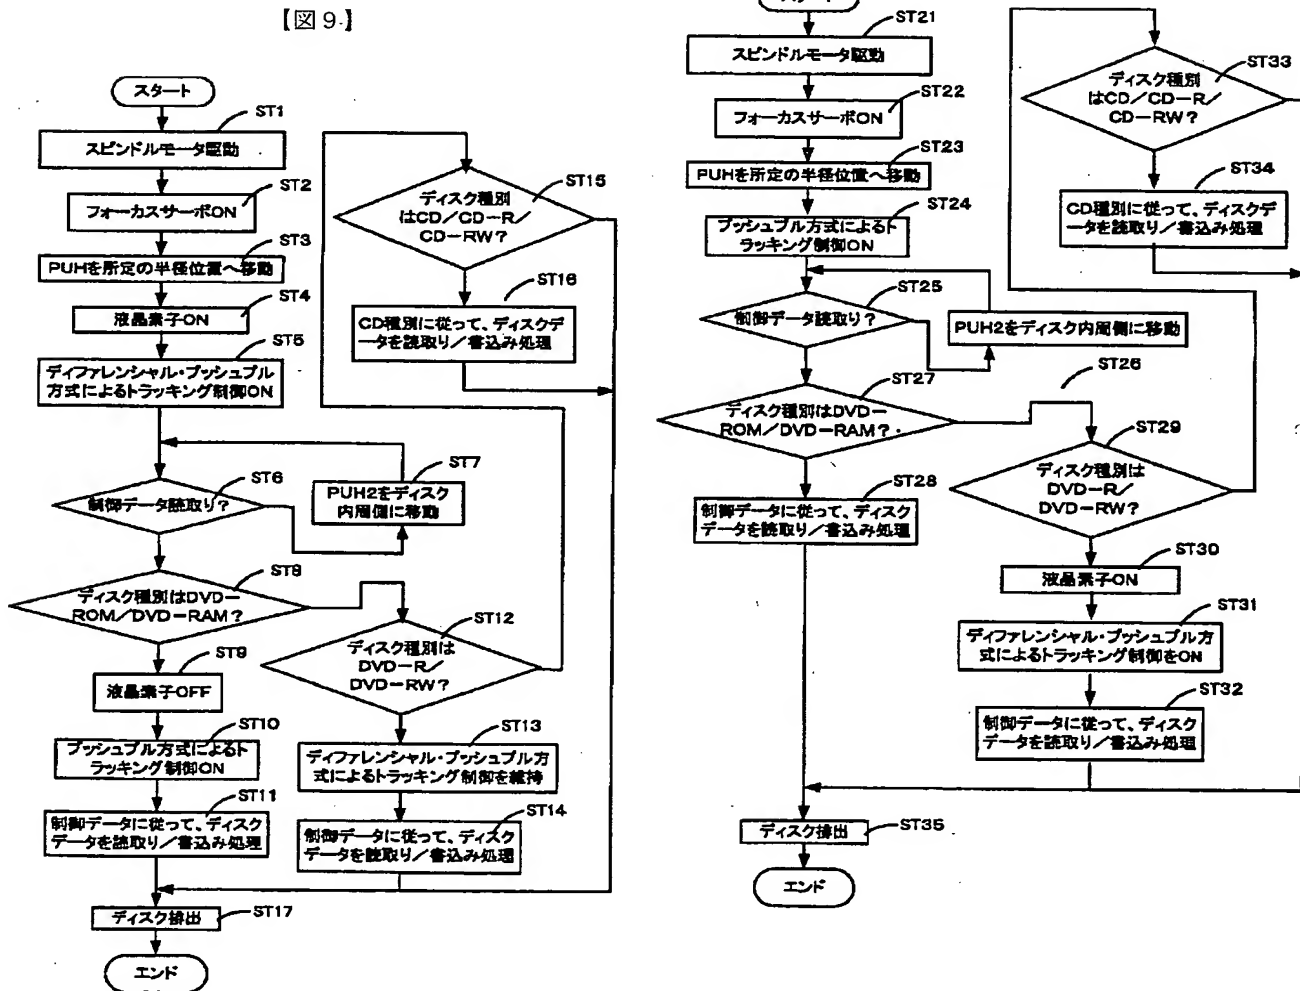 【図9】
スタート
ST1
スピンドルモータ駆動
ST2
フォーカスサーボON
ST3
PUHを所定の半径位置へ移動
ST4
液晶素子ON
ST5
ディファレンシャル・プッシュプル
方式によるトラッキング制御ON
ST6
制御データ読取り?
ST7
PUH2をディスク
内周側に移動
ST8
ディスク種別はDVD-
ROM/DVD-RAM?
ST9
液晶素子OFF
ST10
プッシュプル方式によるト
ラッキング制御ON
ST11
制御データに従って、ディスク
データを読取り/書込み処理
ST12
ディスク種別は
DVD-R/
DVD-RW?
ST13
ディファレンシャル・プッシュプル方
式によるトラッキング制御を維持
ST14
制御データに従って、ディスク
データを読取り/書込み処理
ST15
ディスク種別
はCD/CD-R/
CD-RW?
ST16
CD種別に従って、ディスクデ
ータを読取り/書込み処理
ST17
ディスク排出
エンド
ST21
スピンドルモータ駆動
ST22
フォーカスサーボON
ST23
PUHを所定の半径位置へ移動
ST24
プッシュプル方式によるト
ラッキング制御ON
ST25
制御データ読取り?
PUH2をディスク内周側に移動
ST26
ST27
ディスク種別はDVD-
ROM/DVD-RAM?
ST28
制御データに従って、ディスク
データを読取り/書込み処理
ST29
ディスク種別は
DVD-R/
DVD-RW?
ST30
液晶素子ON
ST31
ディファレンシャル・プッシュプル方
式によるトラッキング制御をON
ST32
制御データに従って、ディスク
データを読取り/書込み処理
ST33
ディスク種別
はCD/CD-R/
CD-RW?
ST34
CD種別に従って、ディスクデ
ータを読取り/書込み処理
ST35
ディスク排出
エンド